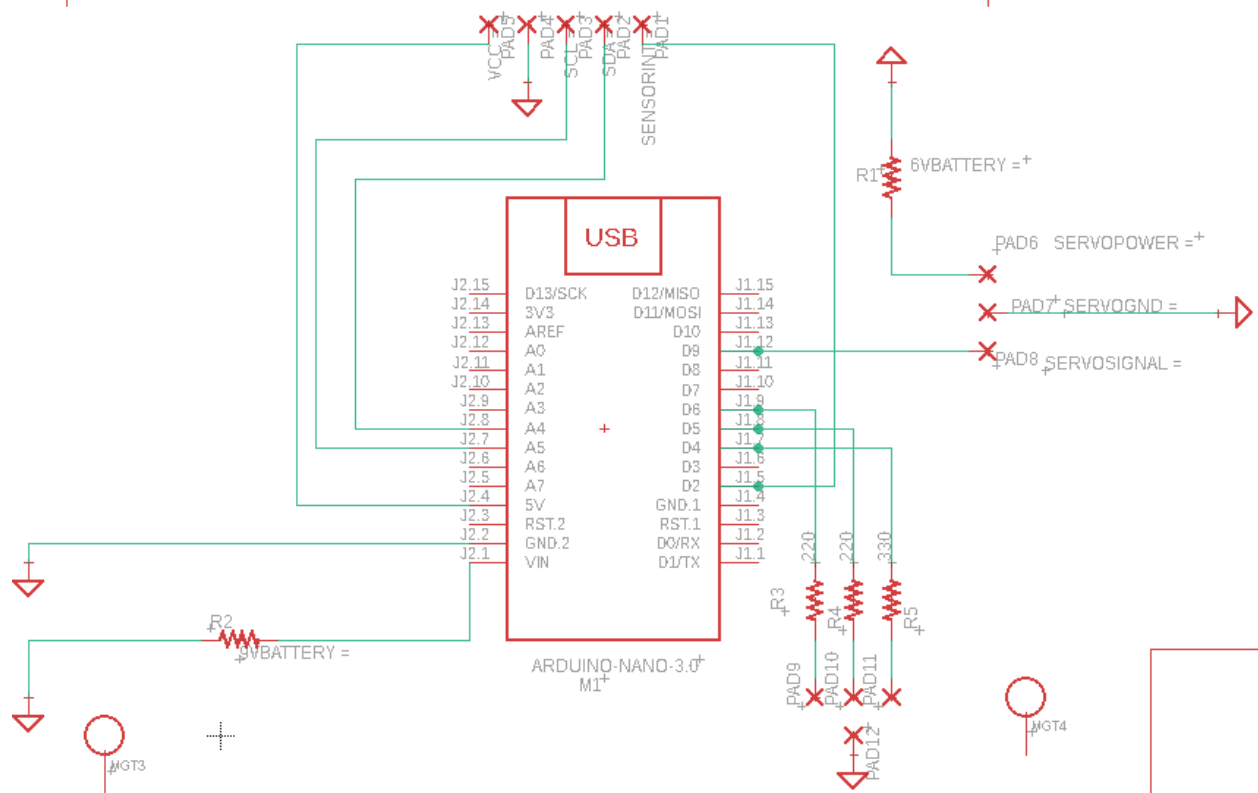 VCC =
PAD5
PAD4
SCL
PAD3
SDA=
PAD2
SENSORINT =
PAD1
R1
6VBATTERY =
PAD6 SERVOPOWER =
PAD7 SERVOGND =
PAD8 SERVOSIGNAL =
USB
J2.15 D13/SCK D12/MISO J1.15
J2.14 3V3 D11/MOSI J1.14
J2.13 AREF D10 J1.13
J2.12 A0 D9 J1.12
J2.11 A1 D8 J1.11
J2.10 A2 D7 J1.10
J2.9 A3 D6 J1.9
J2.8 A4 D5 J1.8
J2.7 A5 D4 J1.7
J2.6 A6 D3 J1.6
J2.5 A7 D2 J1.5
J2.4 5V GND.1 J1.4
J2.3 RST.2 RST.1 J1.3
J2.2 GND.2 D0/RX J1.2
J2.1 VIN D1/TX J1.1
220
220
330
R3
R4
R5
R2
9VBATTERY =
ARDUINO-NANO-3.0
M1
PAD9
PAD10
PAD11
PAD12
MGT3
MGT4